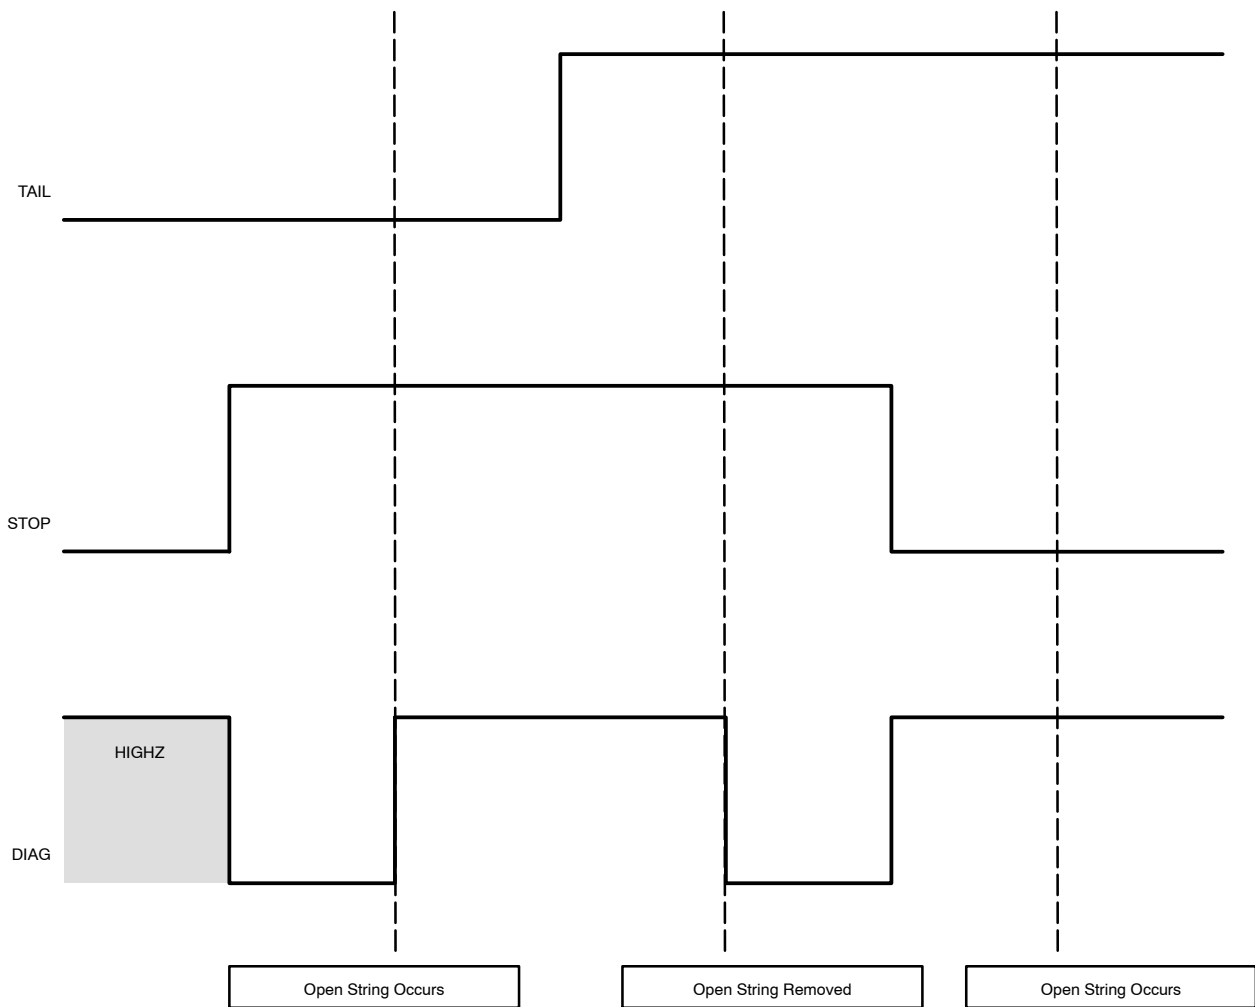 TAIL
STOP
HIGHZ
DIAG
Open String Occurs
Open String Removed
Open String Occurs